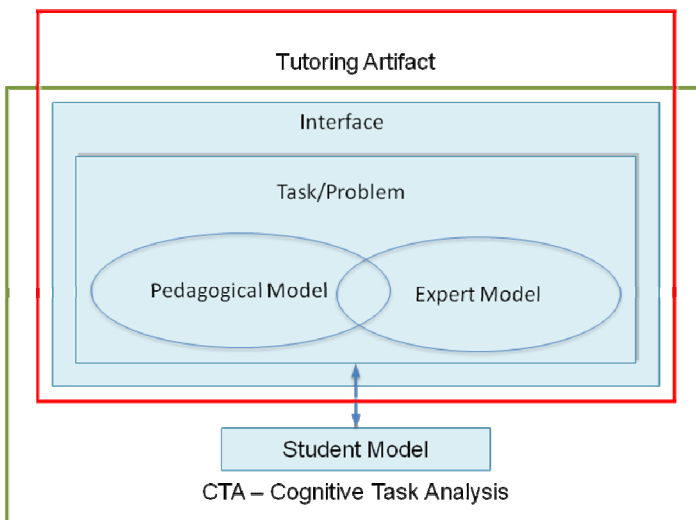 Tutoring Artifact
Interface
Task/Problem
Pedagogical Model
Expert Model
Student Model
CTA – Cognitive Task Analysis